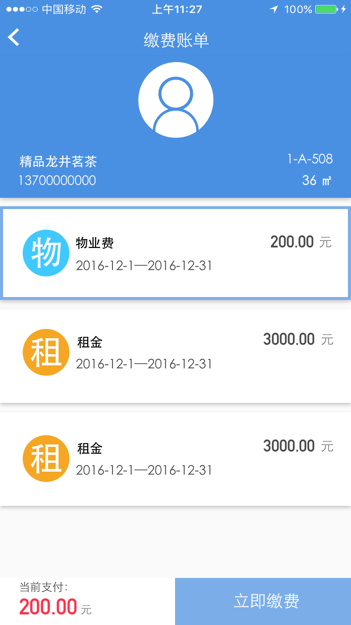 中国移动 上午11:27 100%
缴费账单
精品龙井茗茶 1-A-508
13700000000 36 ㎡
物 物业费 200.00 元
2016-12-1—2016-12-31
租 租金 3000.00 元
2016-12-1—2016-12-31
租 租金 3000.00 元
2016-12-1—2016-12-31
当前支付:
200.00 元 立即缴费